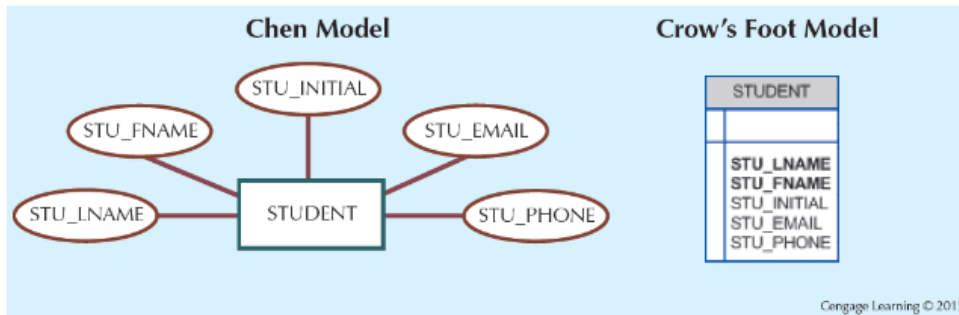 Chen Model
Crow's Foot Model
STU_INITIAL
STU_FNAME
STU_EMAIL
STU_LNAME
STUDENT
STU_PHONE
STUDENT
STU_LNAME
STU_FNAME
STU_INITIAL
STU_EMAIL
STU_PHONE
Cengage Learning © 2015